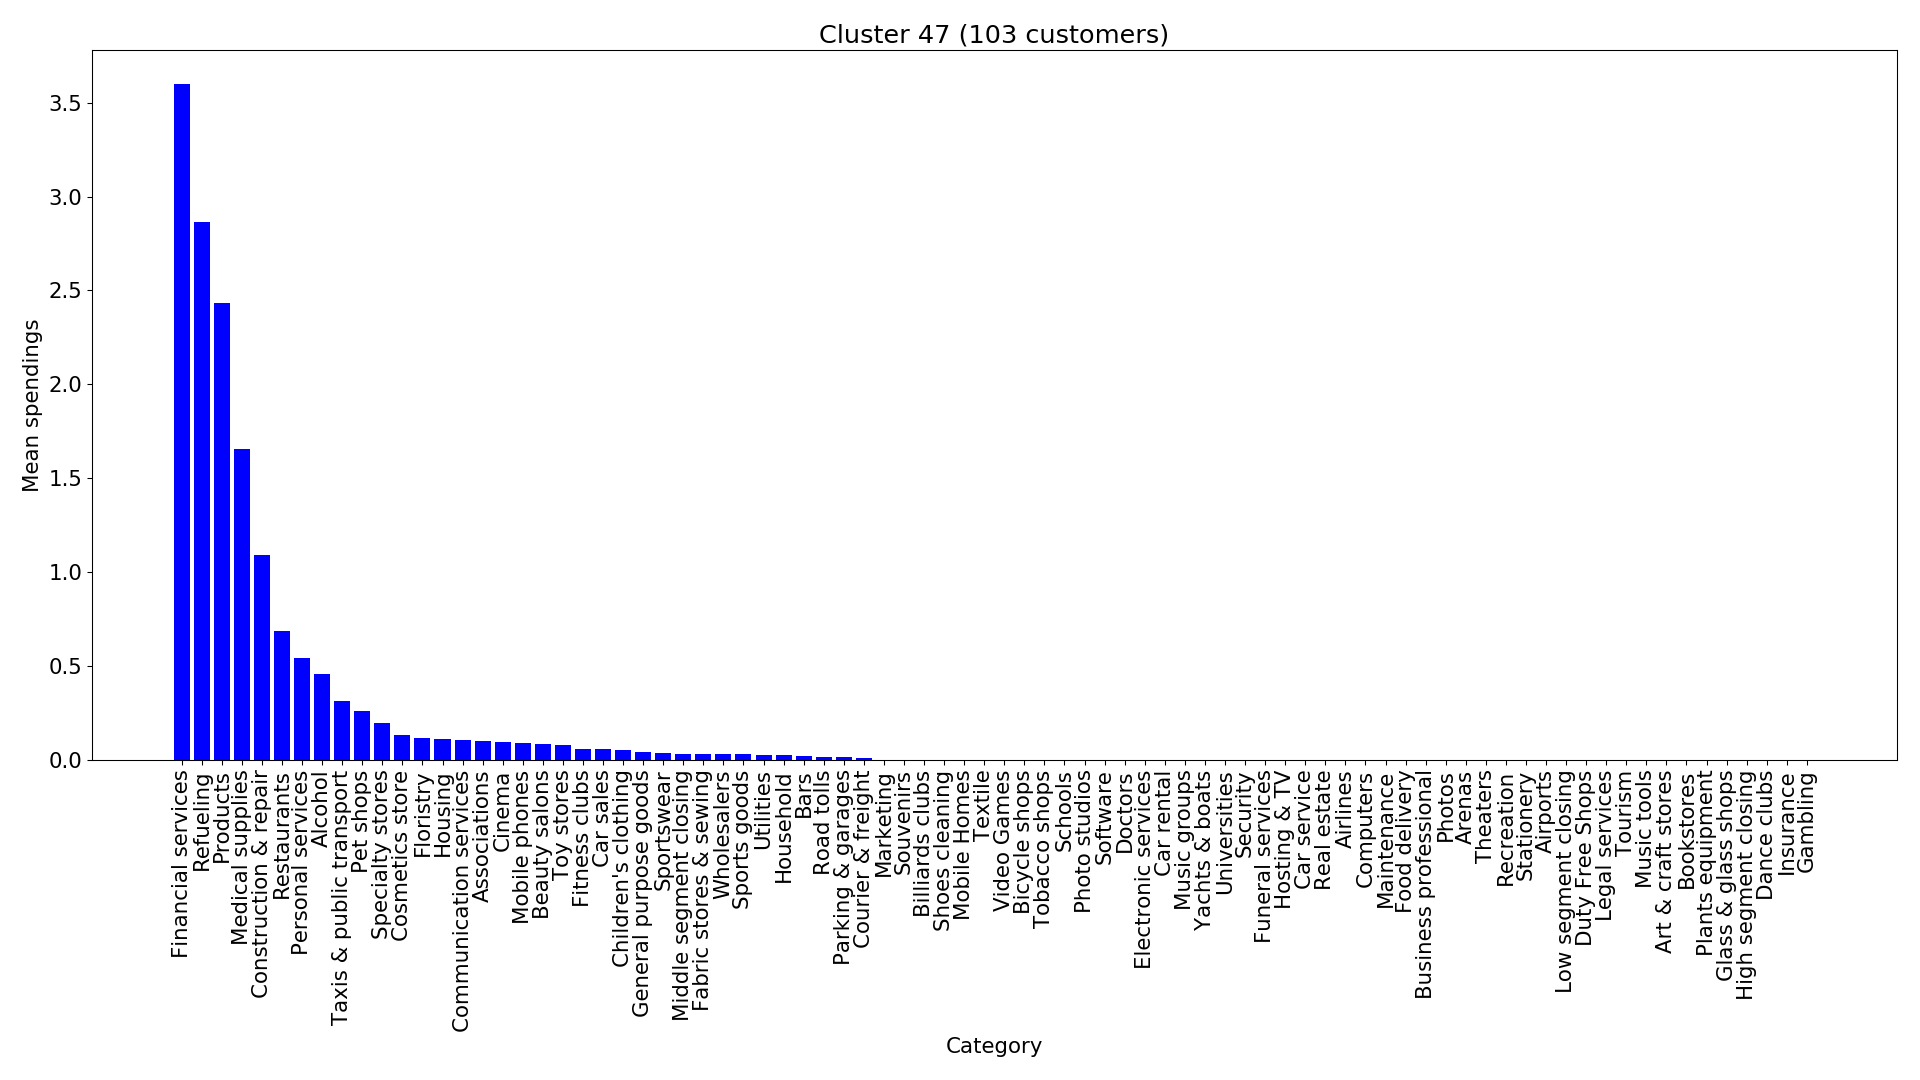 Cluster 47 (103 customers)
Mean spendings
3.5
3.0
2.5
2.0
1.5
1.0
0.5
0.0
Financial services
Refueling
Products
Medical supplies
Construction & repair
Restaurants
Personal services
Alcohol
Taxis & public transport
Pet shops
Specialty stores
Cosmetics store
Floristry
Housing
Communication services
Associations
Cinema
Mobile phones
Beauty salons
Toy stores
Fitness clubs
Car sales
Children's clothing
General purpose goods
Sportswear
Middle segment closing
Fabric stores & sewing
Wholesalers
Sports goods
Utilities
Household
Bars
Road tolls
Parking & garages
Courier & freight
Marketing
Souvenirs
Billiards clubs
Shoes cleaning
Mobile Homes
Textile
Video Games
Bicycle shops
Tobacco shops
Schools
Photo studios
Software
Doctors
Electronic services
Car rental
Music groups
Yachts & boats
Universities
Security
Funeral services
Hosting & TV
Car service
Real estate
Airlines
Computers
Maintenance
Food delivery
Business professional
Photos
Arenas
Theaters
Recreation
Stationery
Airports
Low segment closing
Duty Free Shops
Legal services
Tourism
Music tools
Art & craft stores
Bookstores
Plants equipment
Glass & glass shops
High segment closing
Dance clubs
Insurance
Gambling
Category